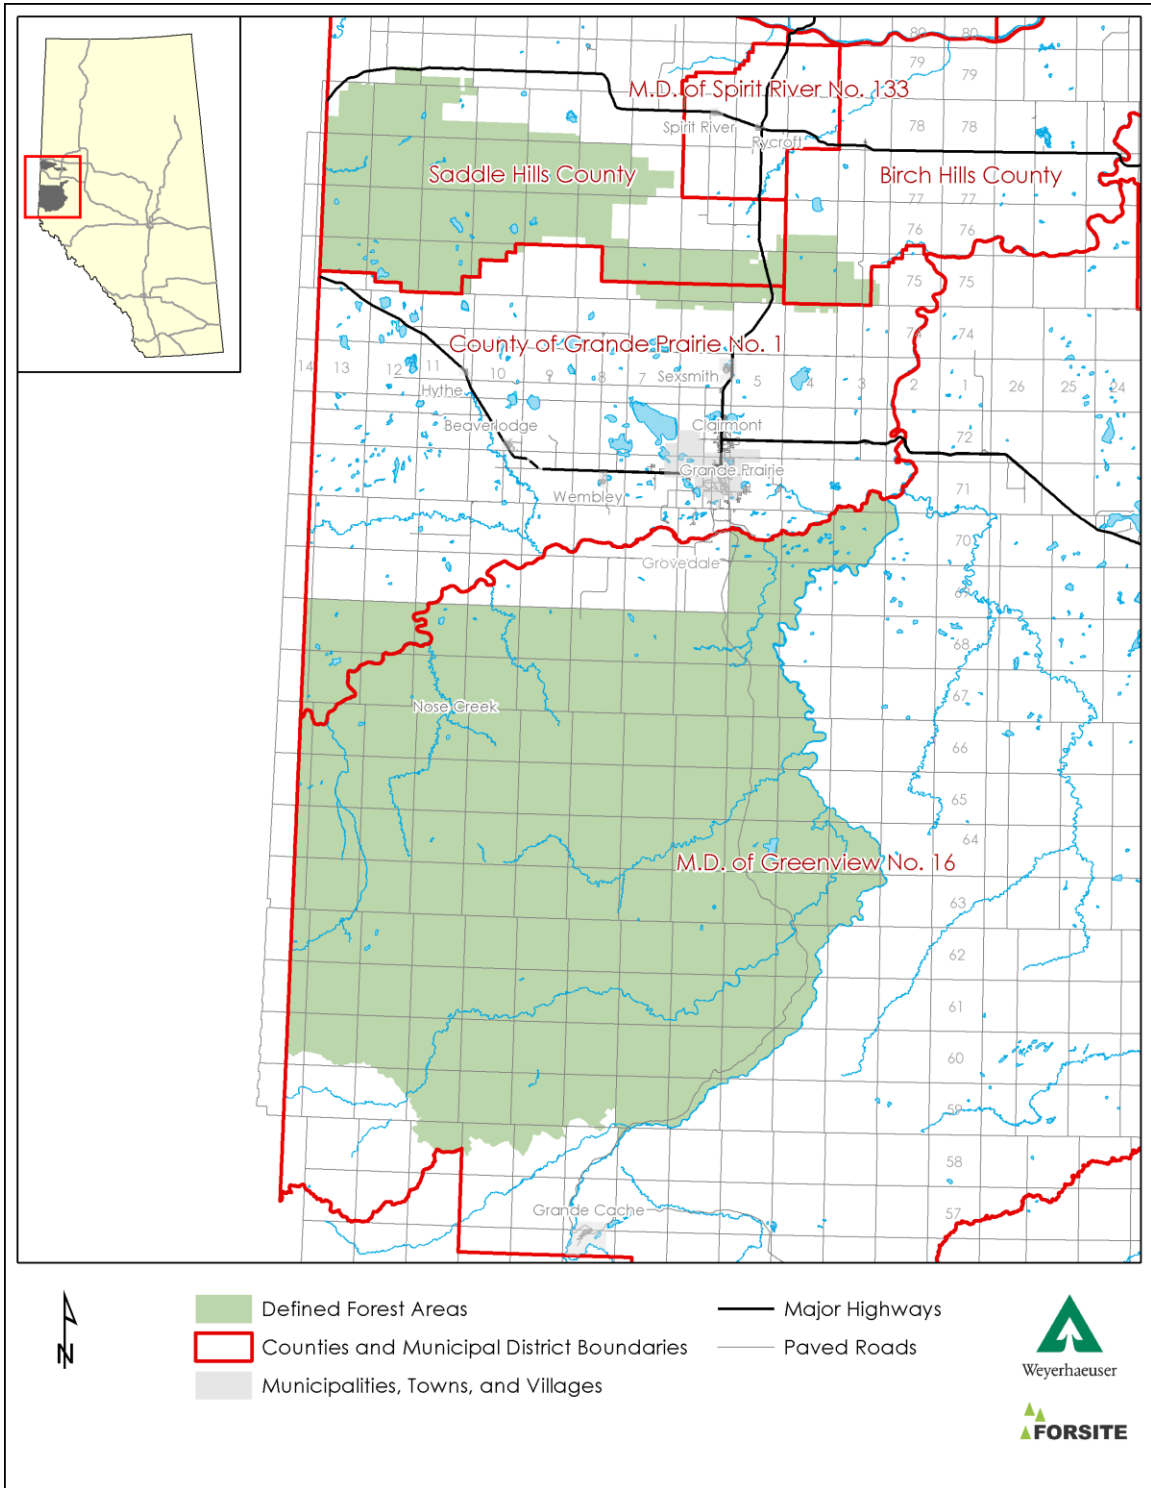 80 80
79
79
M.D. of Spirit River No. 133
Spirit River
78 78
Rycroft
Saddle Hills County
Birch Hills County
77
77
76 76
75 75
74
County of Grande Prairie No. 1
14 13 12 11 10 9 8 7 6 5 4 3 2 1 26 25 24
Sexsmith
Hythe
Beaverlodge
Clairmont
72
Grande Prairie
71
Wembley
70
Grovedale
69
68
67
Nose Creek
66
65
64
M.D. of Greenview No. 16
63
62
61
60
59
58
57
Grande Cache
N
Defined Forest Areas
Counties and Municipal District Boundaries
Municipalities, Towns, and Villages
Major Highways
Paved Roads
Weyerhaeuser
FORSITE